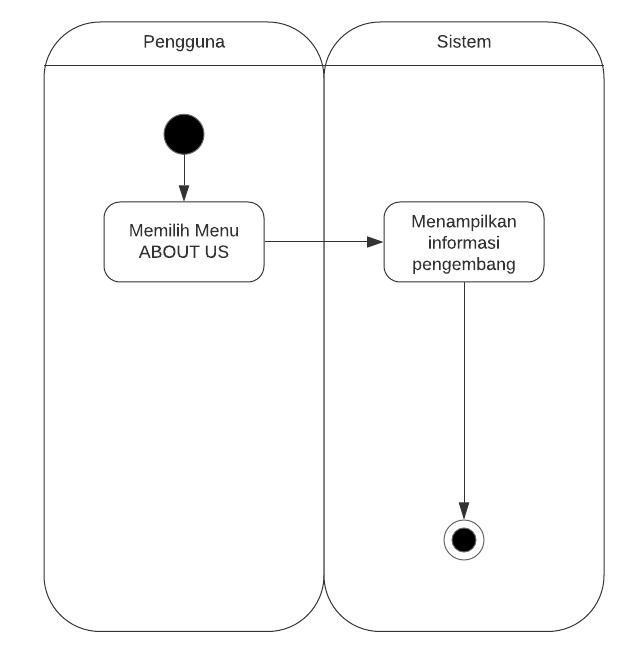 Pengguna
Sistem
Memilih Menu
ABOUT US
Menampilkan
informasi
pengembang